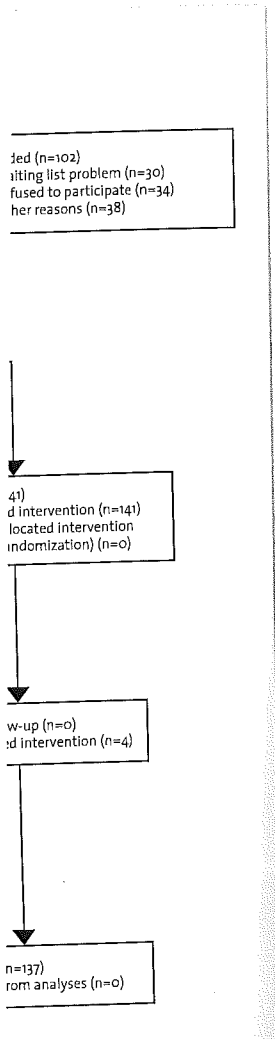 ded (n=102)
aiting list problem (n=30)
fused to participate (n=34)
her reasons (n=38)
41)
d intervention (n=141)
located intervention
indomization) (n=0)
w-up (n=0)
ed intervention (n=4)
n=137)
rom analyses (n=0)